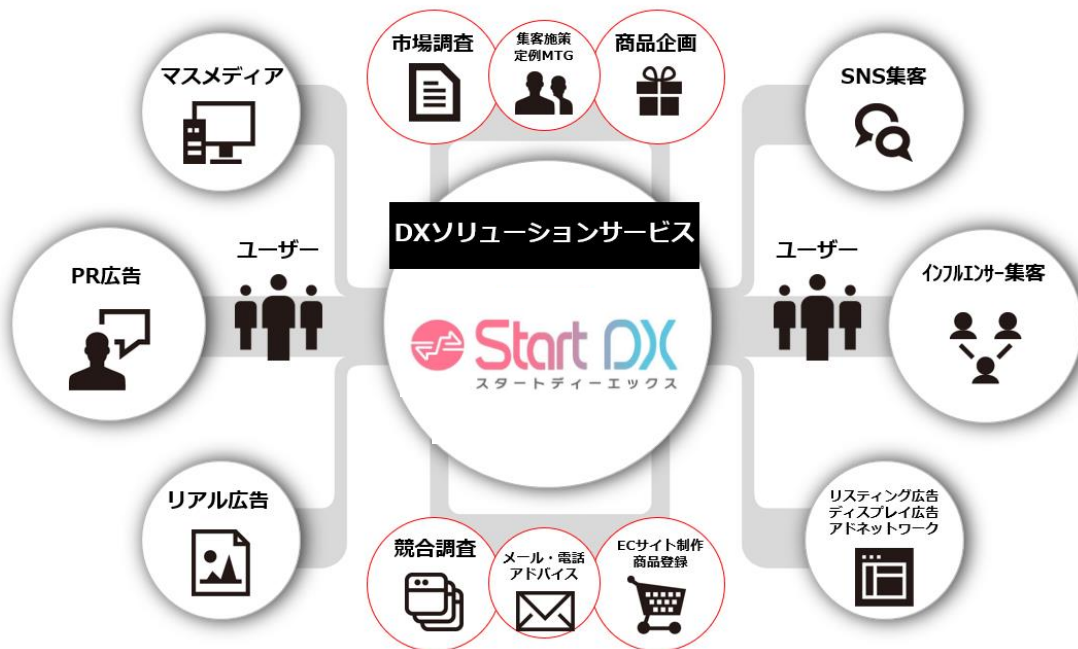 市場調査
集客施策
定例MTG
商品企画
マスメディア
SNS集客
DXソリューションサービス
ユーザー
ユーザー
PR広告
インフルエンサー集客
Start DX
スタートディーエックス
リアル広告
リスティング広告
ディスプレイ広告
アドネットワーク
競合調査
メール・電話
アドバイス
ECサイト制作
商品登録